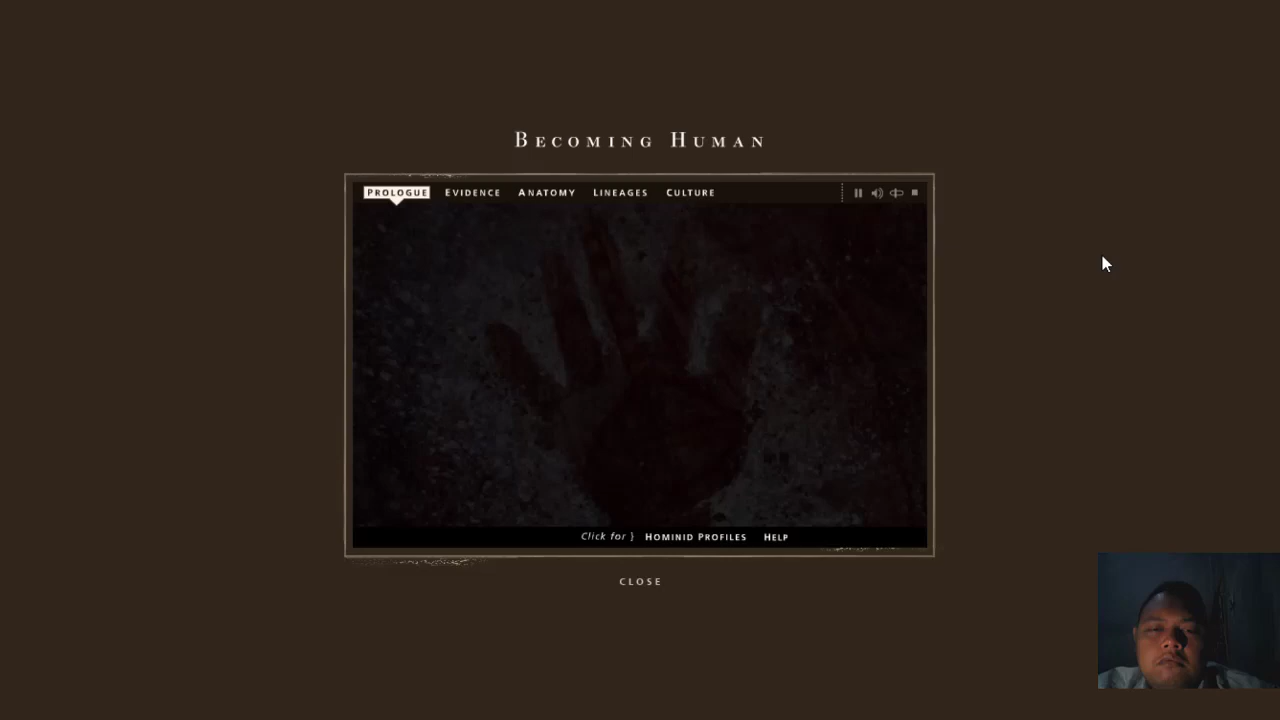 Becoming Human
Prologue Evidence Anatomy Lineages Culture
Click for } Hominid Profiles Help
CLOSE